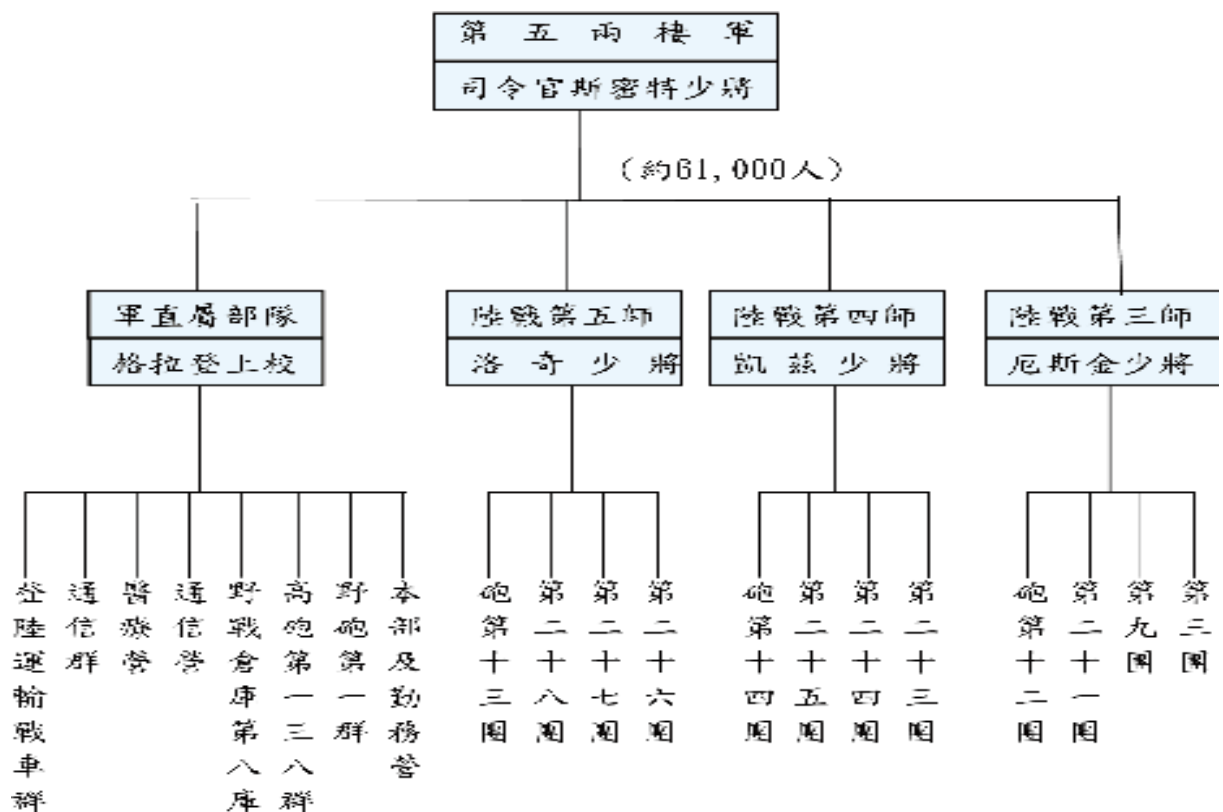 第五兩棲軍
司令官斯密特少將
(約61,000人)
軍直屬部隊
格拉登上校
陸戰第五師
洛奇少將
陸戰第四師
凱茲少將
陸戰第三師
厄斯金少將
登陸運輸戰車群
通信群
醫療營
通信營
野戰倉庫第八庫
高砲第一三八群
野砲第一群
本部及勤務營
砲第十三團
第二十八團
第二十七團
第二十六團
砲第十四團
第二十五團
第二十四團
第二十三團
砲第十二團
第二十一團
第九團
第三團